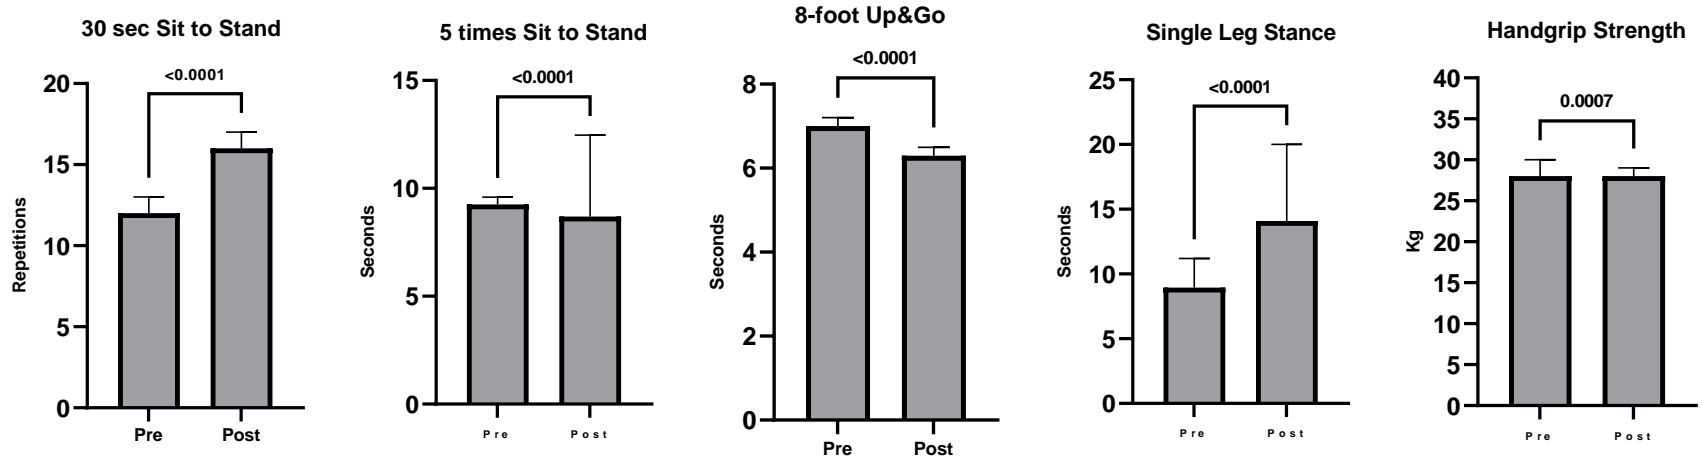 30 sec Sit to Stand
<0.0001
20
15
10
5
0
Repetitions
Pre Post
5 times Sit to Stand
<0.0001
15
10
5
0
Seconds
Pre Post
8-foot Up&Go
<0.0001
8
6
4
2
0
Seconds
Pre Post
Single Leg Stance
<0.0001
25
20
15
10
5
0
Seconds
Pre Post
Handgrip Strength
0.0007
40
35
30
25
20
15
10
5
0
Kg
Pre Post